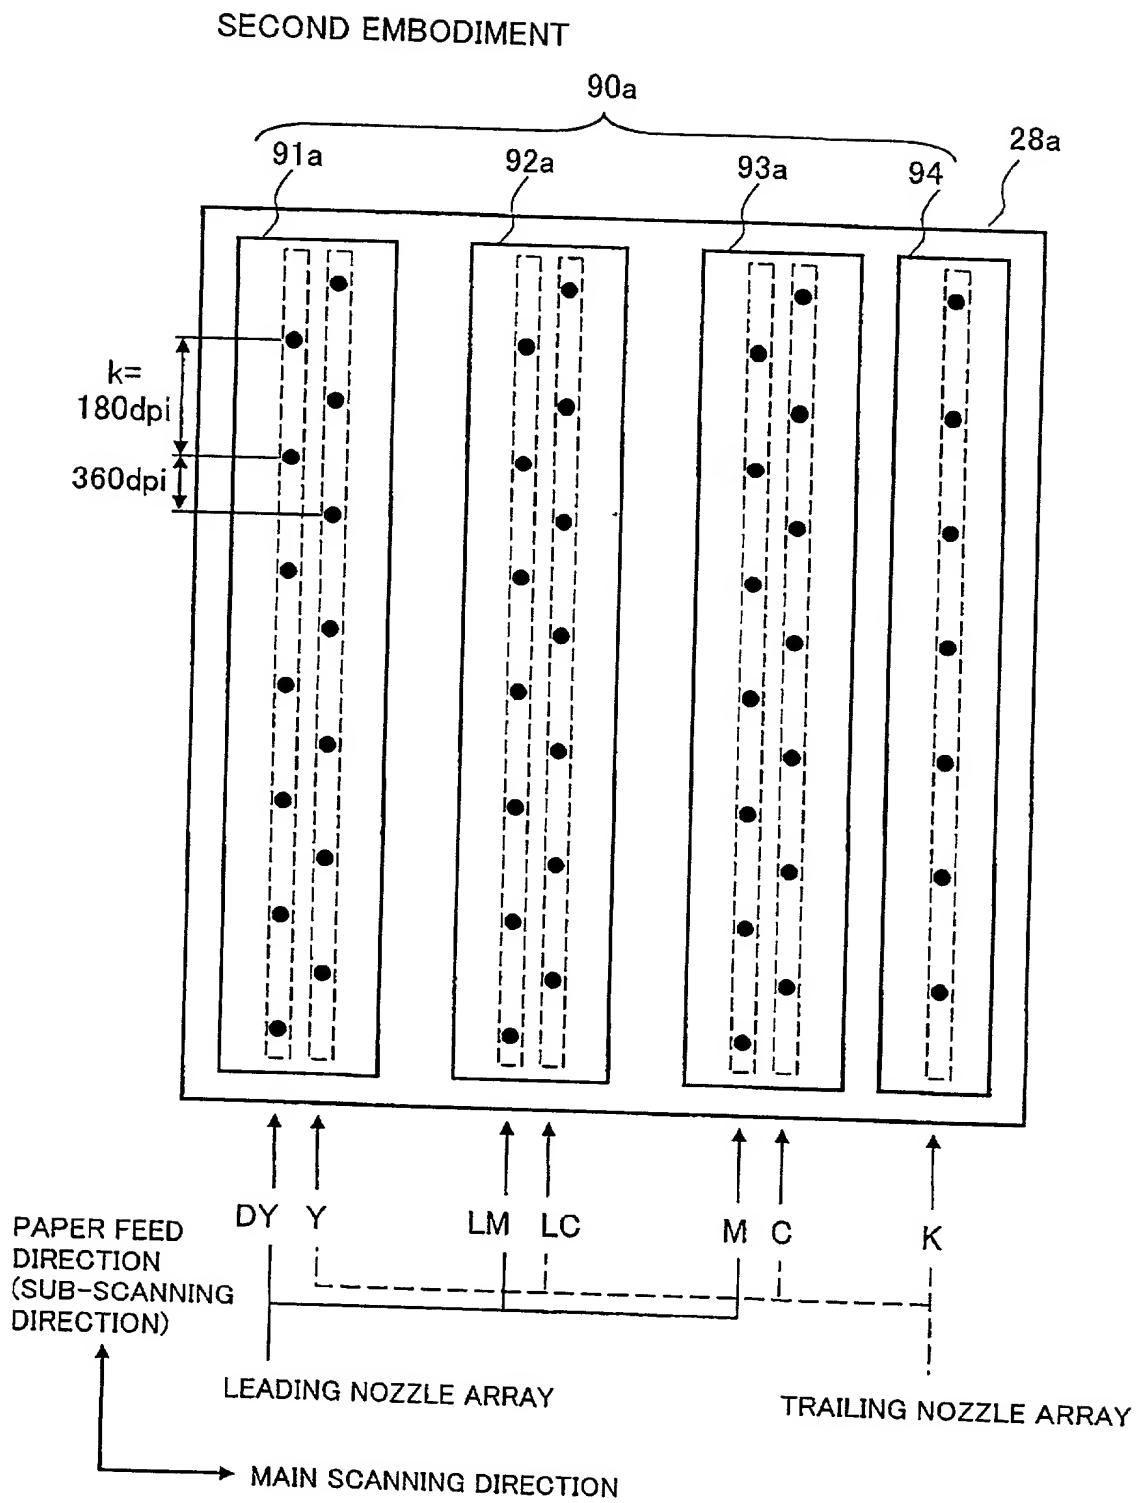 SECOND EMBODIMENT
90a
28a
91a
92a
93a
94
k=
180dpi
360dpi
DY Y LM LC M C K
PAPER FEED
DIRECTION
(SUB-SCANNING
DIRECTION)
LEADING NOZZLE ARRAY
TRAILING NOZZLE ARRAY
MAIN SCANNING DIRECTION